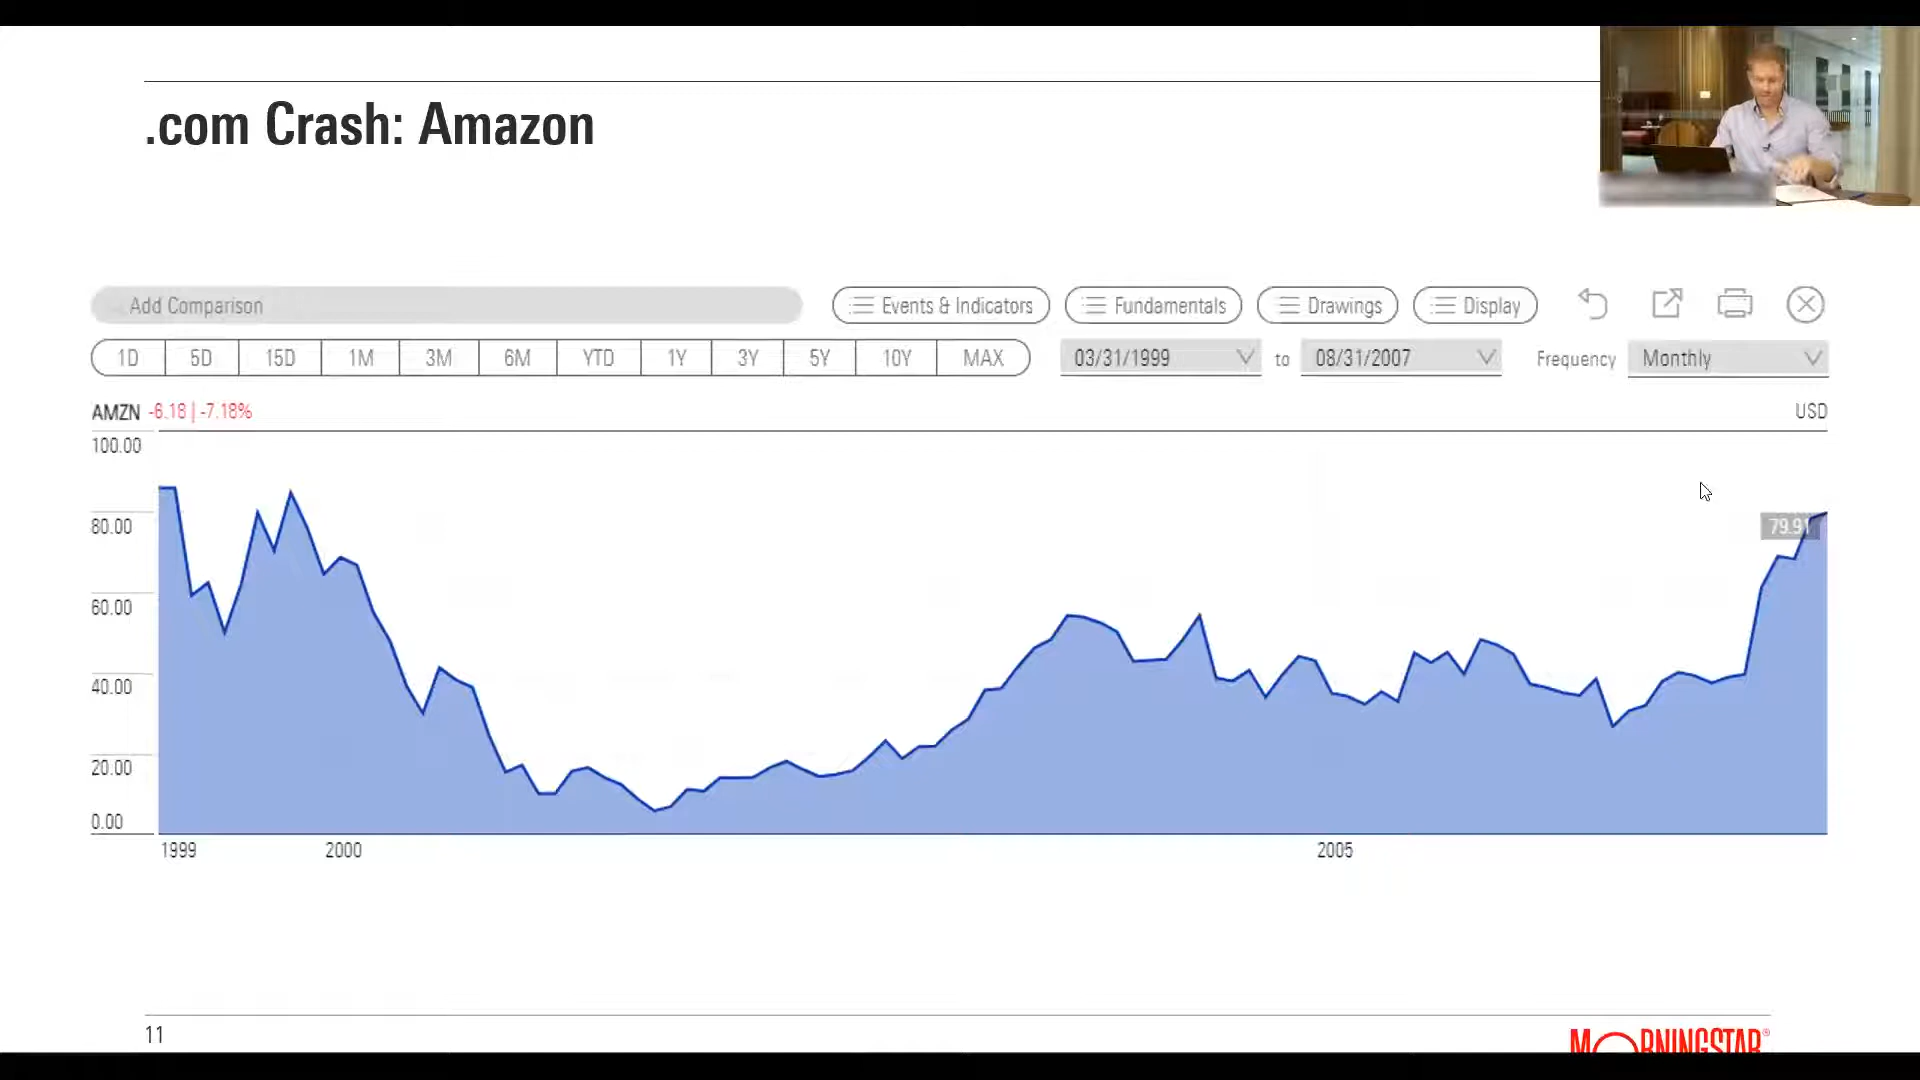 .com Crash: Amazon
Add Comparison
Events & Indicators
Fundamentals
Drawings
Display
1D 5D 15D 1M 3M 6M YTD 1Y 3Y 5Y 10Y MAX
03/31/1999 to 08/31/2007
Frequency Monthly
AMZN -6.18 | -7.18%
USD
100.00
80.00
79.91
60.00
40.00
20.00
0.00
1999 2000 2005
11
MORNINGSTAR®